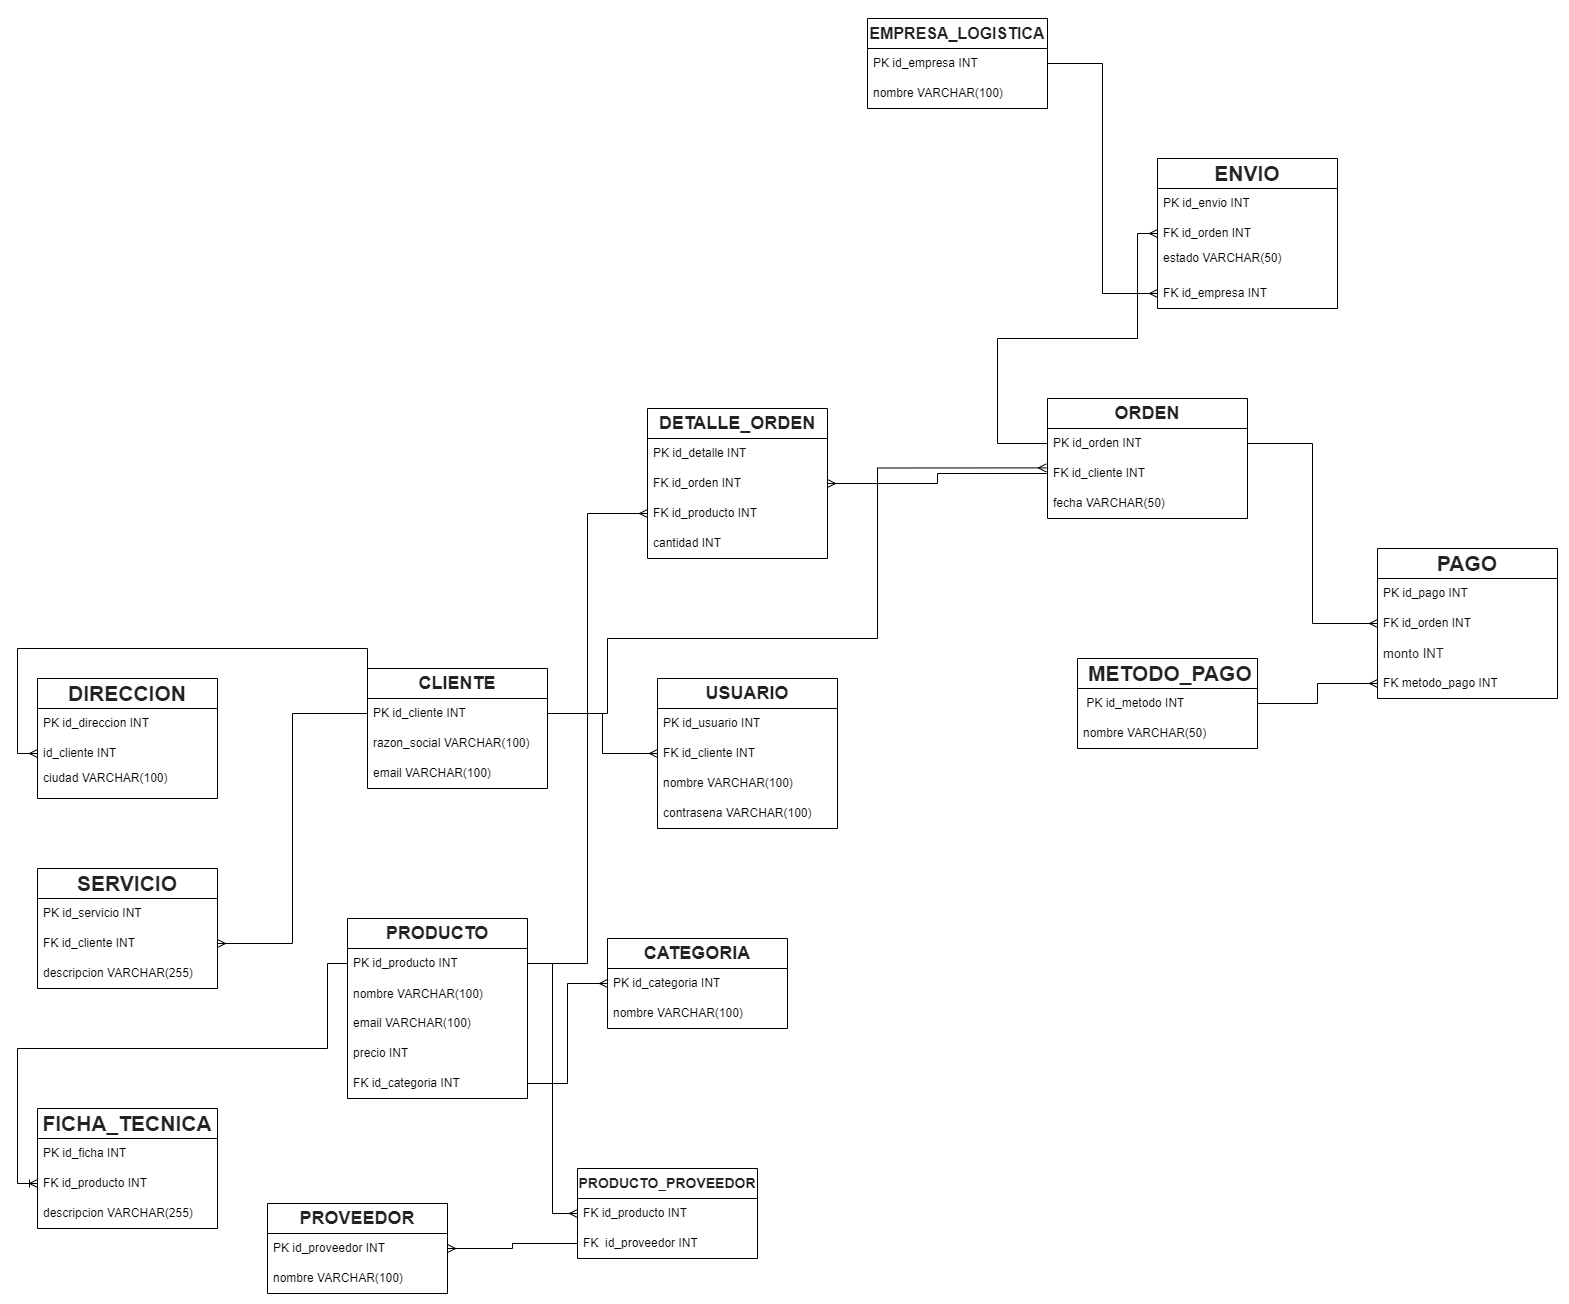 EMPRESA_LOGISTICA
PK id_empresa INT
nombre VARCHAR(100)
ENVIO
PK id_envio INT
FK id_orden INT
estado VARCHAR(50)
FK id_empresa INT
DETALLE_ORDEN
PK id_detalle INT
FK id_orden INT
FK id_producto INT
cantidad INT
ORDEN
PK id_orden INT
FK id_cliente INT
fecha VARCHAR(50)
PAGO
PK id_pago INT
FK id_orden INT
monto INT
FK metodo_pago INT
METODO_PAGO
PK id_metodo INT
nombre VARCHAR(50)
DIRECCION
PK id_direccion INT
id_cliente INT
ciudad VARCHAR(100)
CLIENTE
PK id_cliente INT
razon_social VARCHAR(100)
email VARCHAR(100)
USUARIO
PK id_usuario INT
FK id_cliente INT
nombre VARCHAR(100)
contrasena VARCHAR(100)
SERVICIO
PK id_servicio INT
FK id_cliente INT
descripcion VARCHAR(255)
PRODUCTO
PK id_producto INT
nombre VARCHAR(100)
email VARCHAR(100)
precio INT
FK id_categoria INT
CATEGORIA
PK id_categoria INT
nombre VARCHAR(100)
FICHA_TECNICA
PK id_ficha INT
FK id_producto INT
descripcion VARCHAR(255)
PROVEEDOR
PK id_proveedor INT
nombre VARCHAR(100)
PRODUCTO_PROVEEDOR
FK id_producto INT
FK  id_proveedor INT